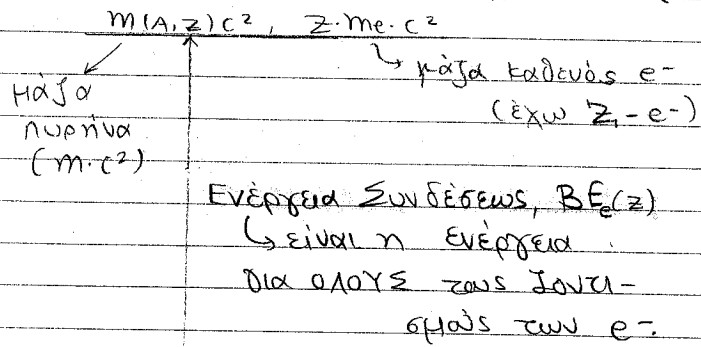 m(A,Z)c², Z·me·c²
μάζα καθενός e-
(έχω Z, - e-)
μάζα
πυρήνα
(m·c²)
Ενέργεια Συνδέσεως, BEe(z)
είναι η ενέργεια
δια ολους τους Ιοντι-
σμούς των e-.